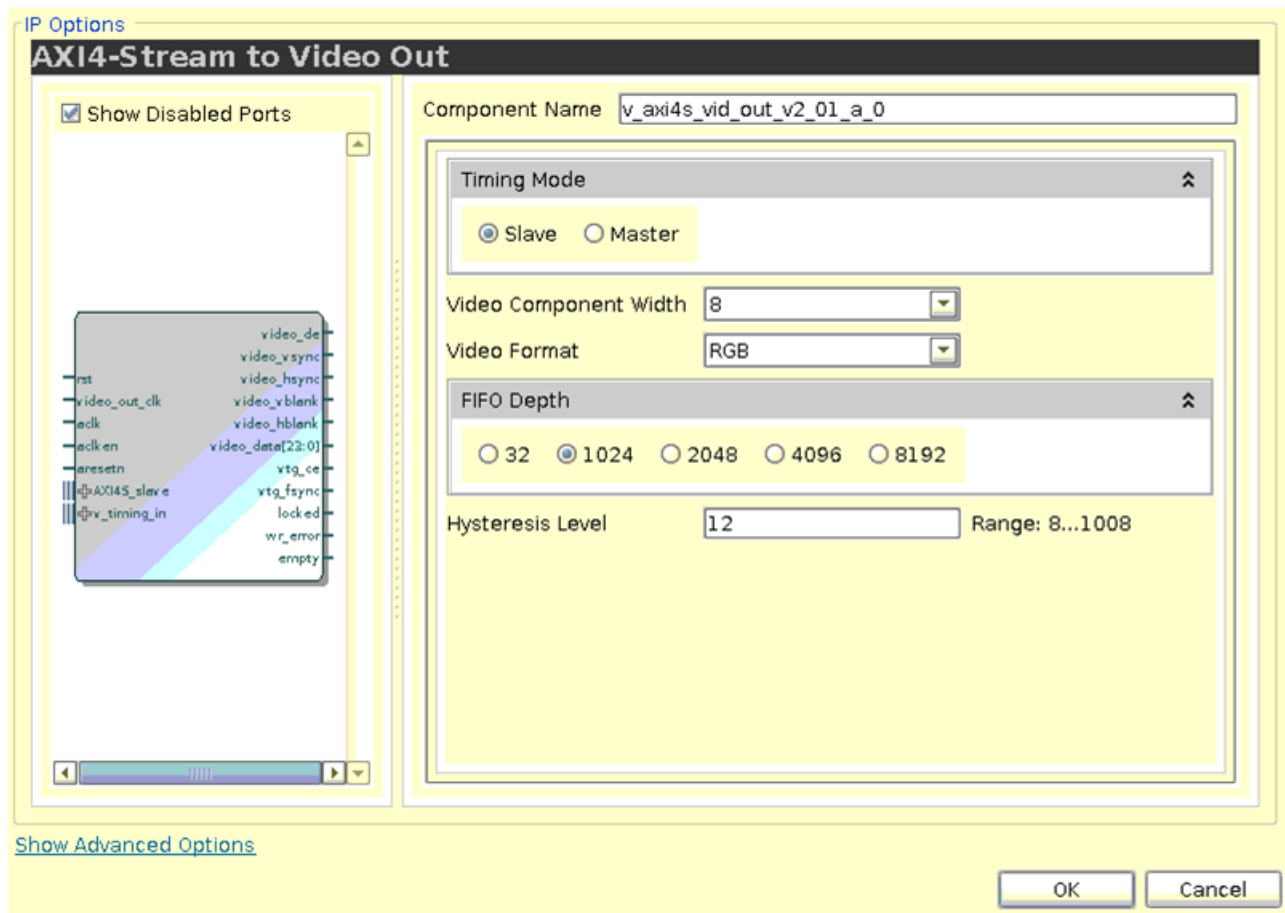 IP Options
AXI4-Stream to Video Out
Show Disabled Ports
video_de
video_vsync
rst video_hsync
video_out_clk video_vblank
aclk video_hblank
aclken video_data[23:0]
aresetn vtg_ce
AXI4S_slave vtg_fsync
v_timing_in locked
wr_error
empty
Component Name v_axi4s_vid_out_v2_01_a_0
Timing Mode
Slave Master
Video Component Width 8
Video Format RGB
FIFO Depth
32 1024 2048 4096 8192
Hysteresis Level 12 Range: 8...1008
Show Advanced Options
OK Cancel